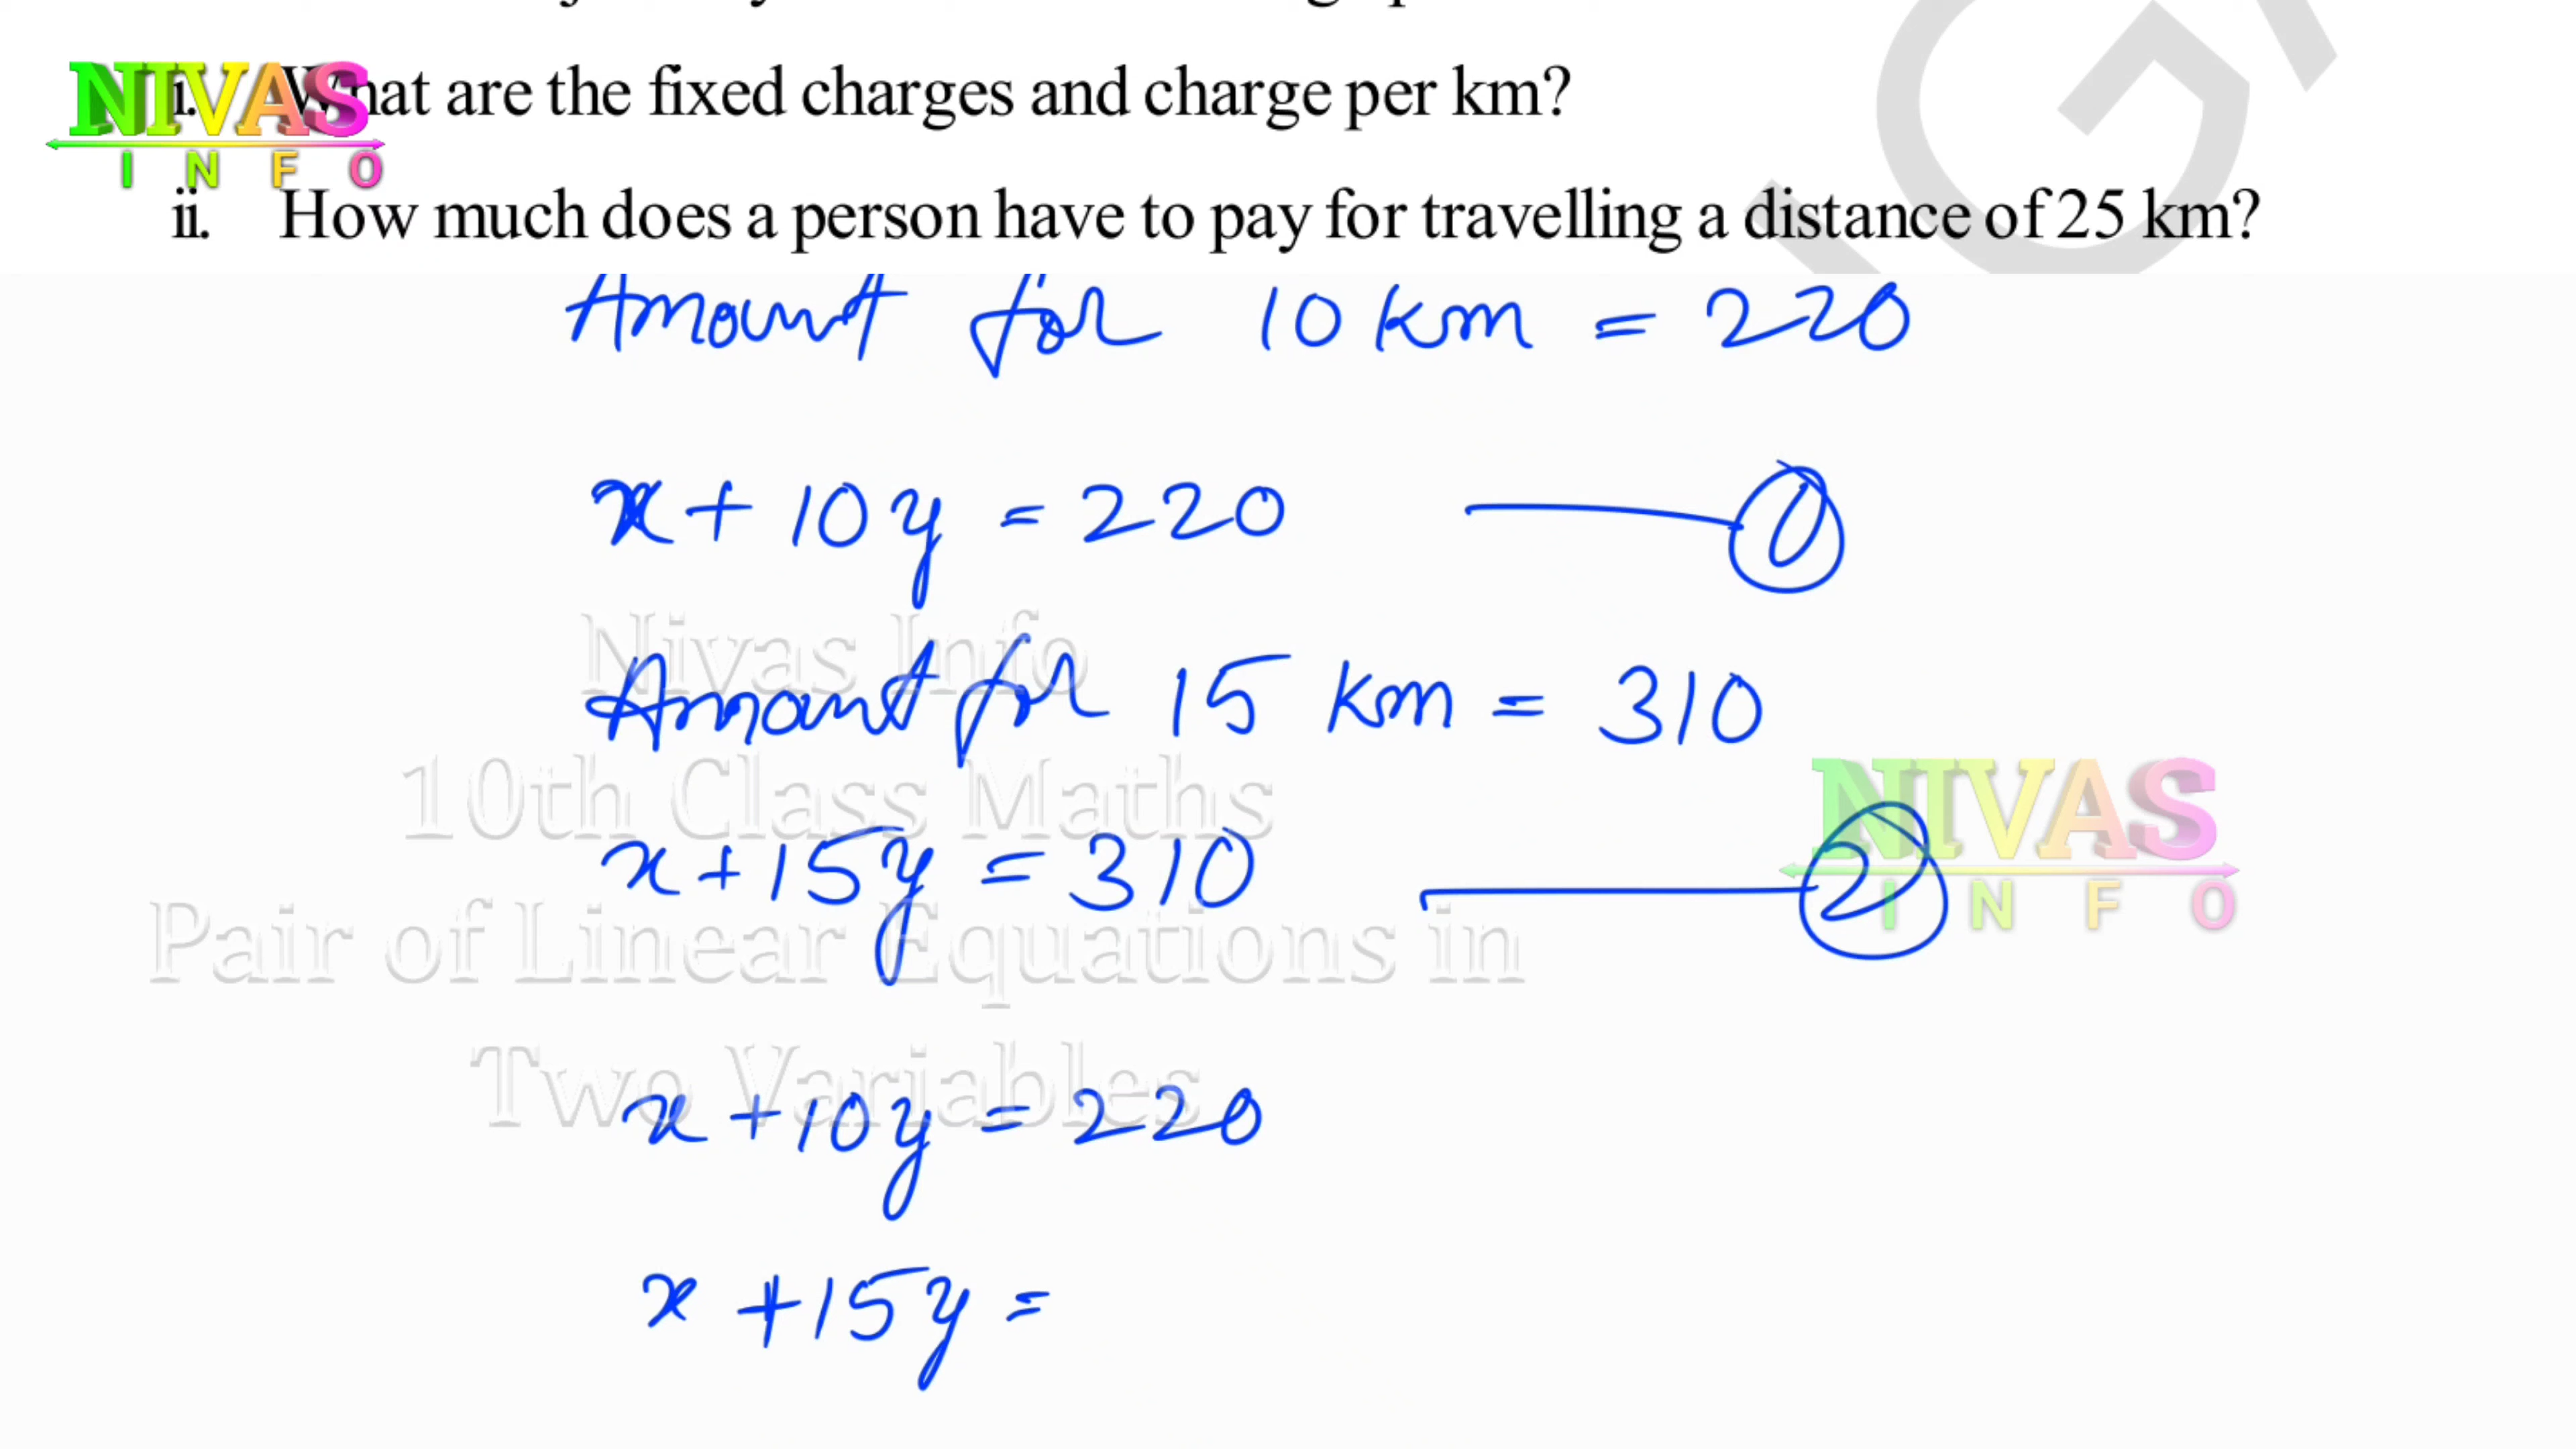 NIVAS
INFO
i. What are the fixed charges and charge per km?
ii. How much does a person have to pay for travelling a distance of 25 km?
Amount for 10 km = 220
x + 10y = 220 ——— 1
Nivas Info
Amount for 15 km = 310
10th Class Maths
NIVAS
INFO
x + 15y = 310 ——— 2
Pair of Linear Equations in
Two Variables
x + 10y = 220
x + 15y =